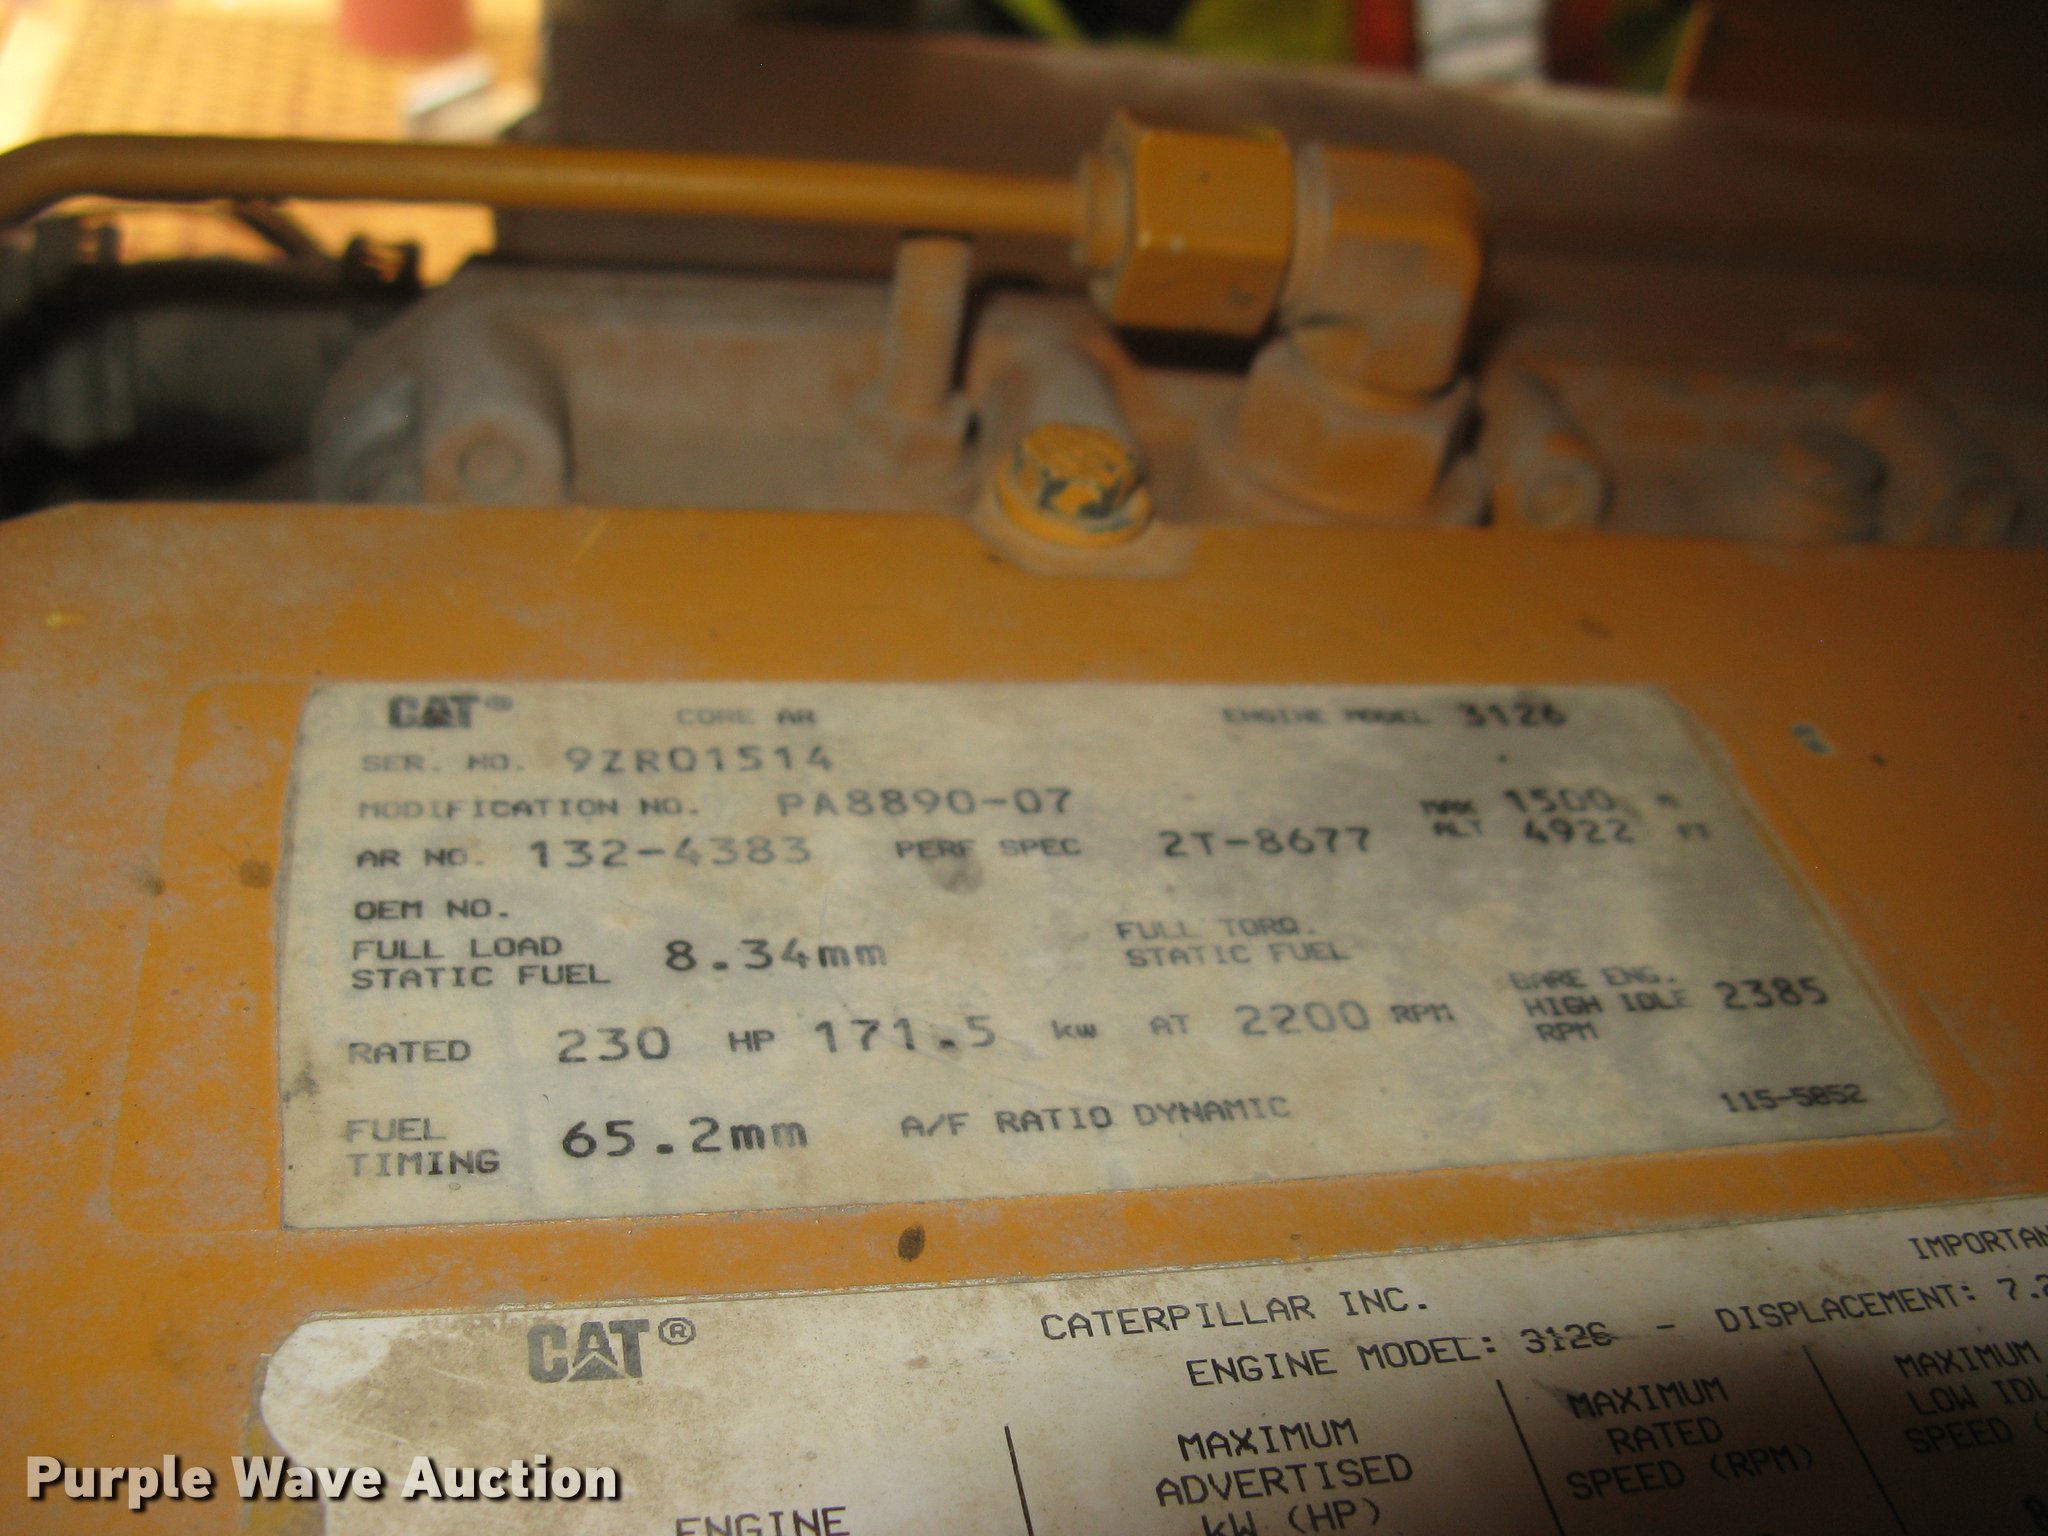 CAT® CORE AR ENGINE MODEL 3126
SER. NO. 9ZR01514
MODIFICATION NO. PA8890-07 MAX 1500 m
AR NO. 132-4383 PERF SPEC 2T-8677 ALT 4922 FT
OEM NO.
FULL LOAD 8.34mm FULL TORQ.
STATIC FUEL STATIC FUEL
BARE ENG.
RATED 230 HP 171.5 kw AT 2200 RPM HIGH IDLE 2385
RPM
FUEL 65.2mm A/F RATIO DYNAMIC 115-5852
TIMING
IMPORTAN
CAT® CATERPILLAR INC.
ENGINE MODEL: 3126 - DISPLACEMENT: 7.2
MAXIMUM MAXIMUM MAXIMUM
ADVERTISED RATED LOW IDL
ENGINE kW (HP) SPEED (RPM) SPEED (
Purple Wave Auction